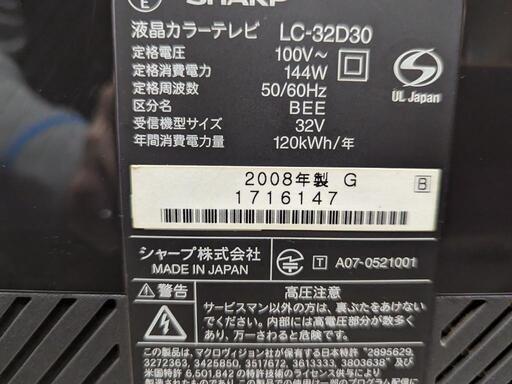 E
SHARP
液晶カラーテレビ LC-32D30
定格電圧 100V～
定格消費電力 144W
定格周波数 50/60Hz
区分名 BEE
受信機型サイズ 32V
年間消費電力量 120kWh/年
S
UL Japan
2008年製 G
1716147
B
シャープ株式会社
MADE IN JAPAN
T A07-0521001
警告 高圧注意
サービスマン以外の方は、裏ぶたをあけない
でください。内部には高電圧部分が数多く
あり、万一さわると危険です。
この製品は、マクロヴィジョン社が保有する日本特許 "2895629,
3272363, 3425850, 3517672, 3613333, 3803638" や
米国特許 6,501,842 の特許技術のライセンス供与により